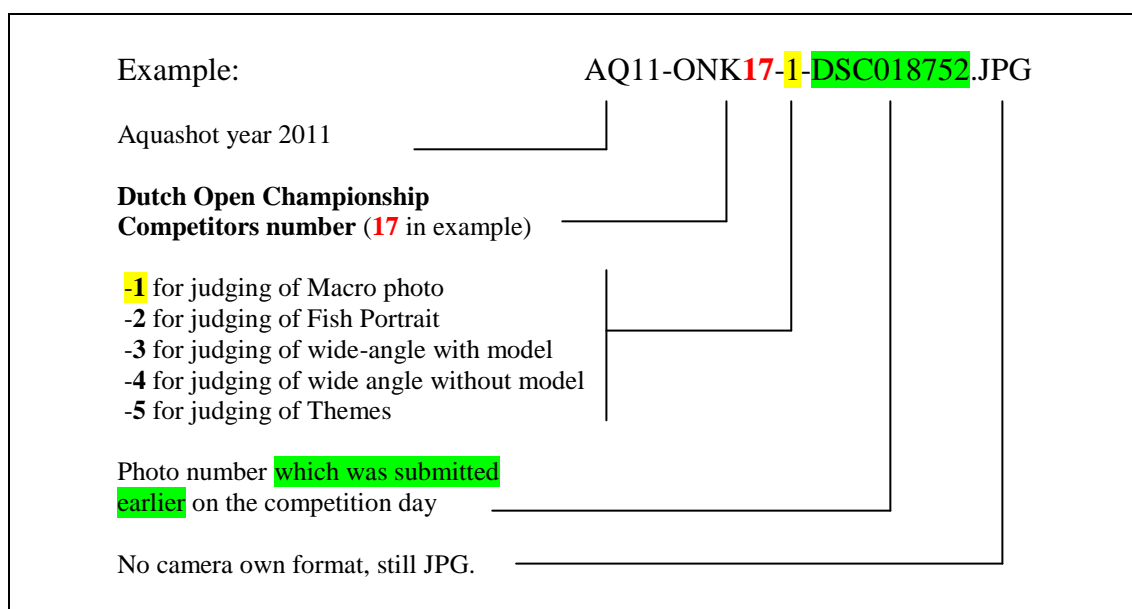 Example: AQ11-ONK17-1-DSC018752.JPG
Aquashot year 2011
Dutch Open Championship
Competitors number (17 in example)
-1 for judging of Macro photo
-2 for judging of Fish Portrait
-3 for judging of wide-angle with model
-4 for judging of wide angle without model
-5 for judging of Themes
Photo number which was submitted
earlier on the competition day
No camera own format, still JPG.